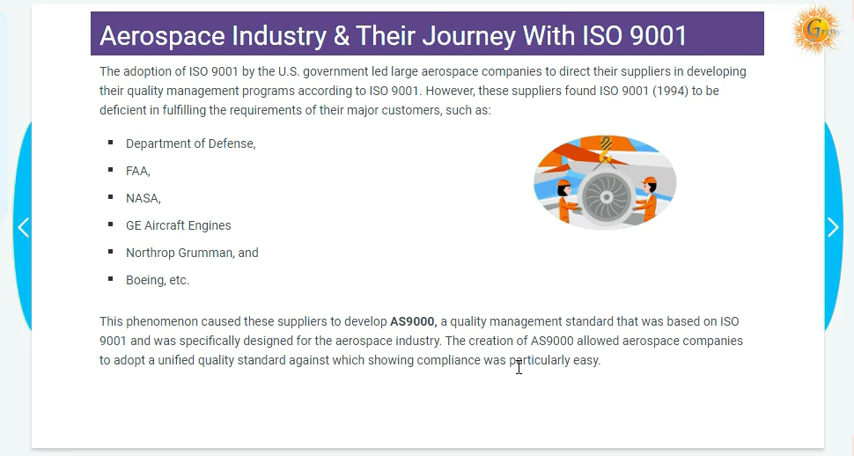 Aerospace Industry & Their Journey With ISO 9001
The adoption of ISO 9001 by the U.S. government led large aerospace companies to direct their suppliers in developing
their quality management programs according to ISO 9001. However, these suppliers found ISO 9001 (1994) to be
deficient in fulfilling the requirements of their major customers, such as:
▪ Department of Defense,
▪ FAA,
▪ NASA,
▪ GE Aircraft Engines
▪ Northrop Grumman, and
▪ Boeing, etc.
This phenomenon caused these suppliers to develop AS9000, a quality management standard that was based on ISO
9001 and was specifically designed for the aerospace industry. The creation of AS9000 allowed aerospace companies
to adopt a unified quality standard against which showing compliance was particularly easy.